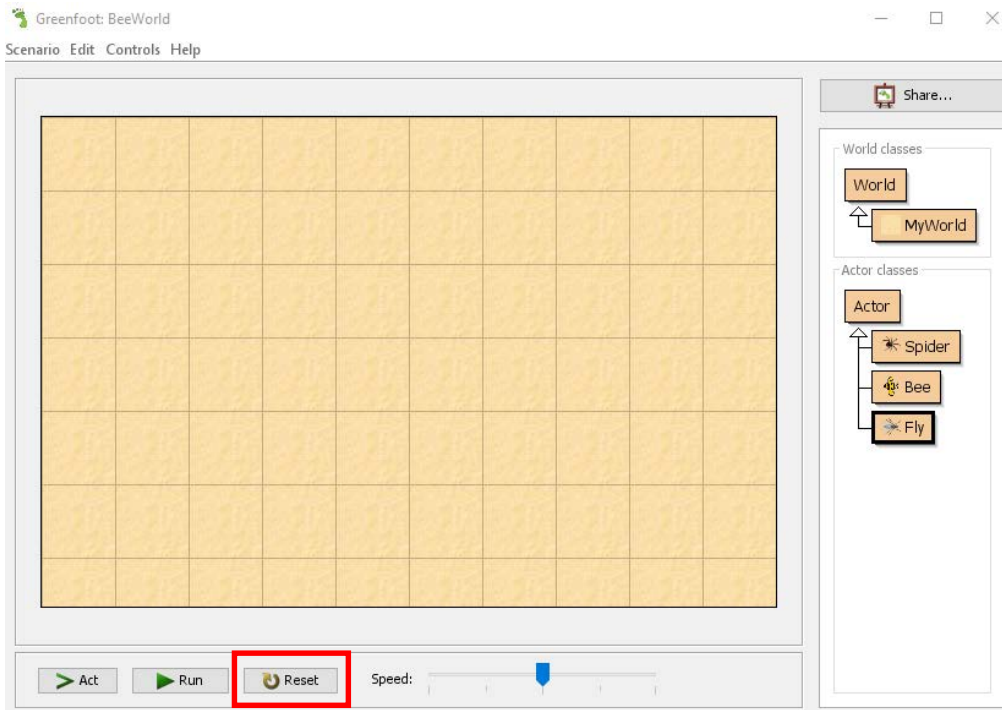 Greenfoot: BeeWorld
Scenario Edit Controls Help
Share...
World classes
World
MyWorld
Actor classes
Actor
Spider
Bee
Fly
Act Run Reset Speed: